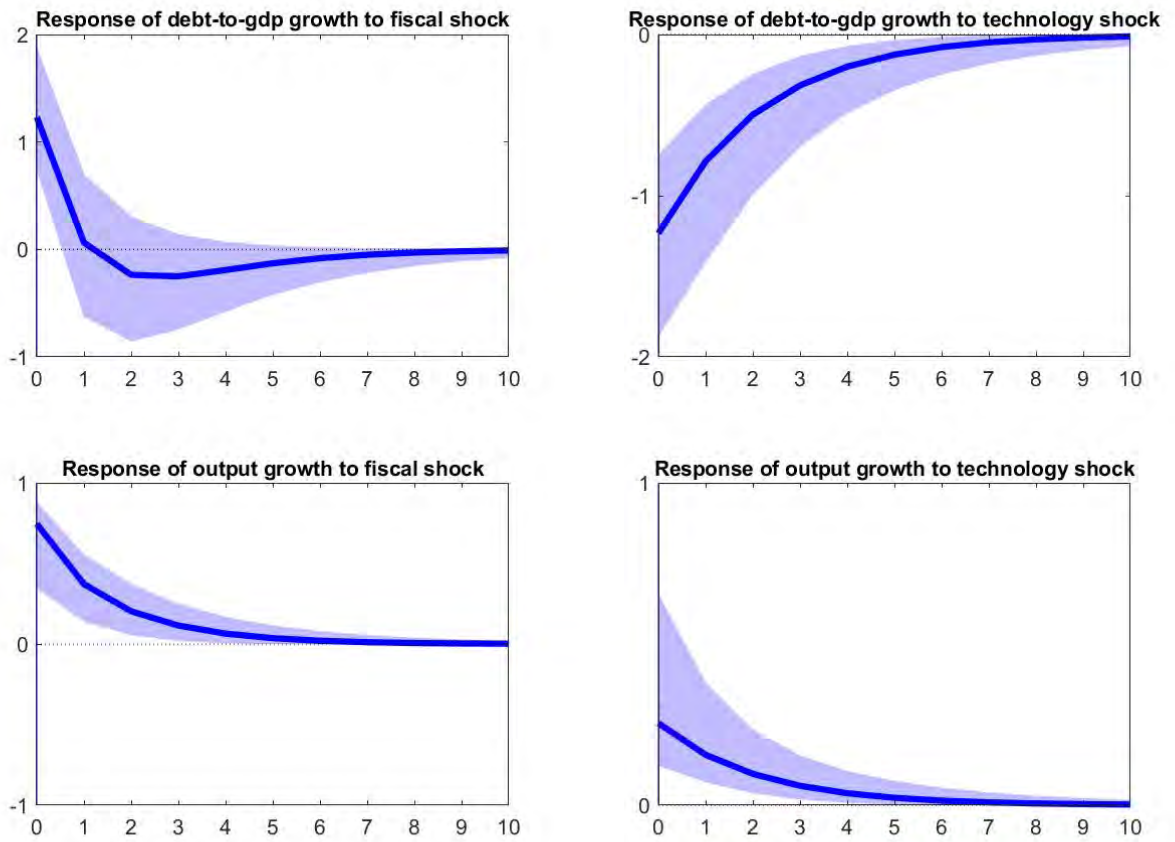 Response of debt-to-gdp growth to fiscal shock
2
1
0
-1
0 1 2 3 4 5 6 7 8 9 10
Response of debt-to-gdp growth to technology shock
0
-1
-2
0 1 2 3 4 5 6 7 8 9 10
Response of output growth to fiscal shock
1
0
-1
0 1 2 3 4 5 6 7 8 9 10
Response of output growth to technology shock
1
0
0 1 2 3 4 5 6 7 8 9 10